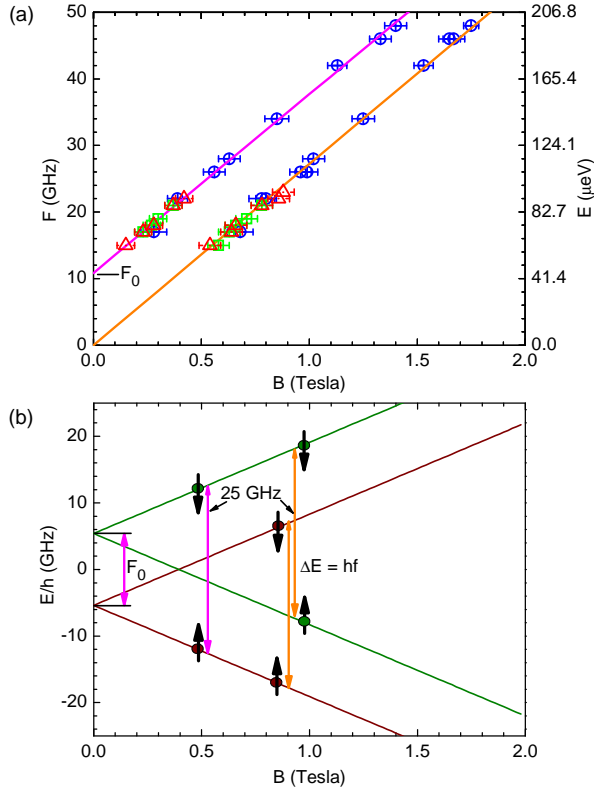 (a)
50
40
30
20
10
0
F (GHz)
F₀
206.8
165.4
124.1
82.7
41.4
0.0
E (μeV)
0.0 0.5 1.0 1.5 2.0
B (Tesla)
(b)
20
10
0
-10
-20
E/h (GHz)
25 GHz
F₀
ΔE = hf
0.0 0.5 1.0 1.5 2.0
B (Tesla)